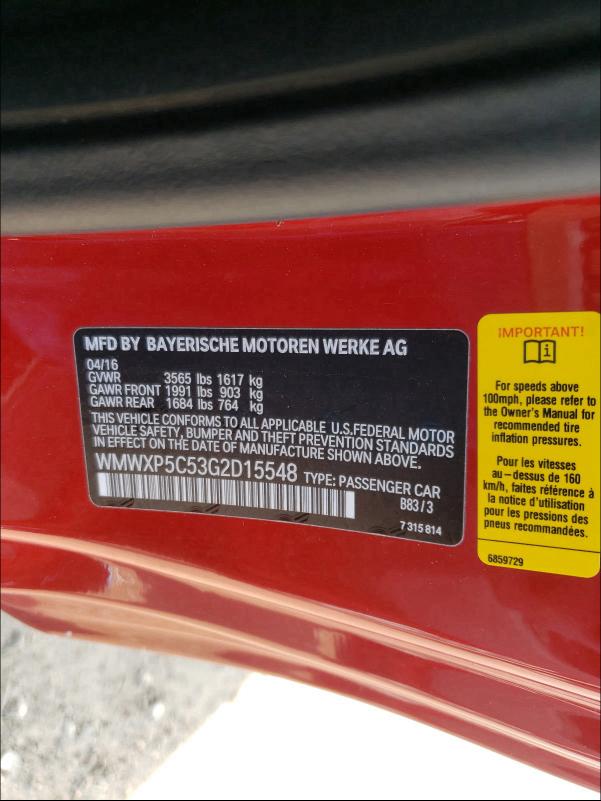 MFD BY BAYERISCHE MOTOREN WERKE AG
04/16
GVWR 3565 lbs 1617 kg
GAWR FRONT 1991 lbs 903 kg
GAWR REAR 1684 lbs 764 kg
THIS VEHICLE CONFORMS TO ALL APPLICABLE U.S.FEDERAL MOTOR
VEHICLE SAFETY, BUMPER AND THEFT PREVENTION STANDARDS
IN EFFECT ON THE DATE OF MANUFACTURE SHOWN ABOVE.
WMWXP5C53G2D15548 TYPE: PASSENGER CAR
B83/3
7 315 814
IMPORTANT!
For speeds above
100mph, please refer to
the Owner's Manual for
recommended tire
inflation pressures.
Pour les vitesses
au-dessus de 160
km/h, faites référence à
la notice d'utilisation
pour les pressions des
pneus recommandées.
6859729